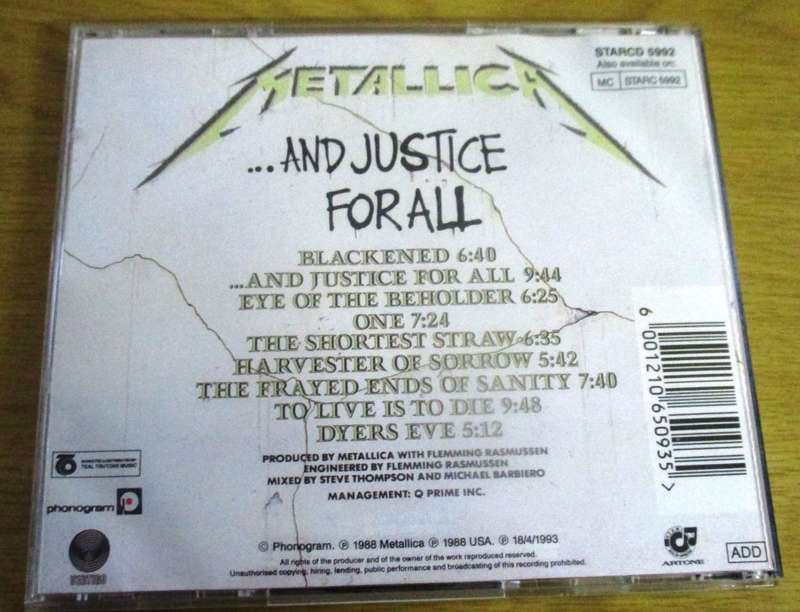 STARCD 5992
Also available on:
MC STARC 5992
METALLICA
...AND JUSTICE
FOR ALL
BLACKENED 6:40
...AND JUSTICE FOR ALL 9:44
EYE OF THE BEHOLDER 6:25
ONE 7:24
THE SHORTEST STRAW 6:35
HARVESTER OF SORROW 5:42
THE FRAYED ENDS OF SANITY 7:40
TO LIVE IS TO DIE 9:48
DYERS EVE 5:12
6 001210 650935 >
PRODUCED BY METALLICA WITH FLEMMING RASMUSSEN
ENGINEERED BY FLEMMING RASMUSSEN
MIXED BY STEVE THOMPSON AND MICHAEL BARBIERO
MANAGEMENT: Q PRIME INC.
phonogram
© Phonogram. ℗ 1988 Metallica ℗ 1988 USA. ℗ 18/4/1993
All rights of the producer and of the owner of the work reproduced reserved.
Unauthorised copying, hiring, lending, public performance and broadcasting of this recording prohibited.
VERTIGO
ARTONE
ADD